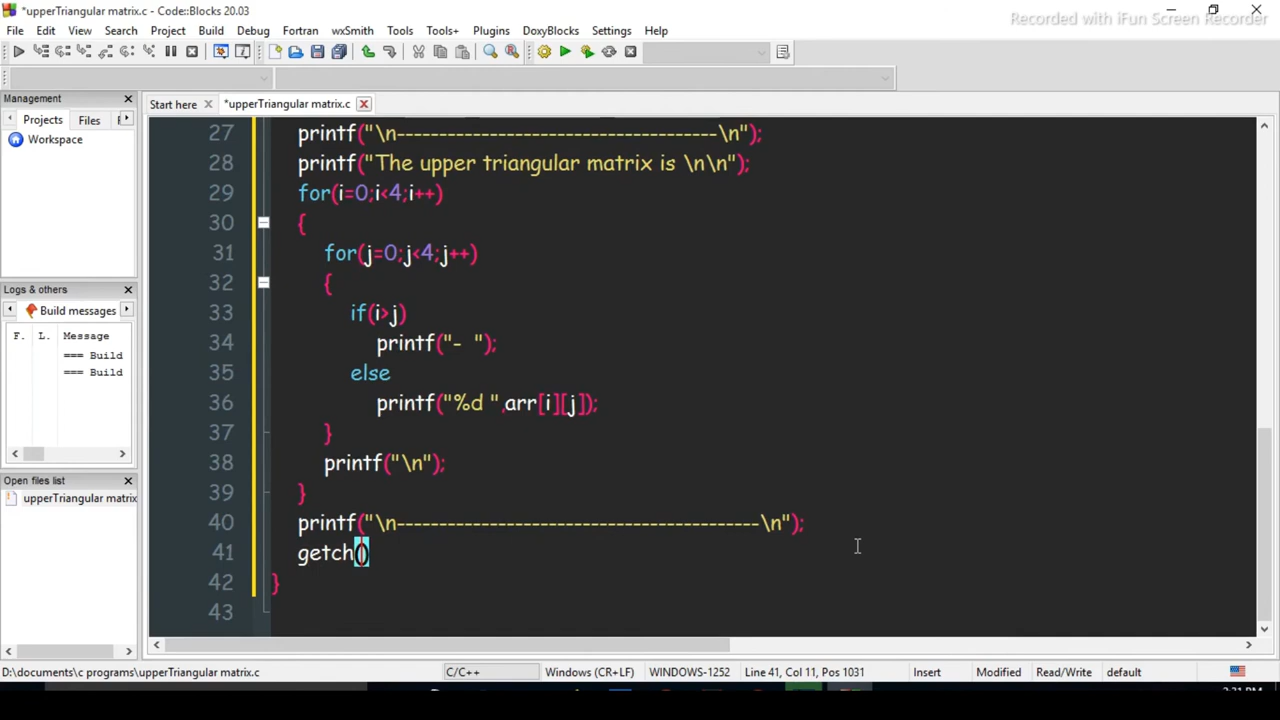 *upperTriangular matrix.c - Code::Blocks 20.03
Recorded with iFun Screen Recorder
File Edit View Search Project Build Debug Fortran wxSmith Tools Tools+ Plugins DoxyBlocks Settings Help
Management
Projects Files
Workspace
Logs & others
Build messages
F. L. Message
=== Build
=== Build
Open files list
upperTriangular matrix
Start here *upperTriangular matrix.c
27 printf("\n--------------------------------------\n");
28 printf("The upper triangular matrix is \n\n");
29 for(i=0;i<4;i++)
30 {
31 for(j=0;j<4;j++)
32 {
33 if(i>j)
34 printf("-  ");
35 else
36 printf("%d ",arr[i][j]);
37 }
38 printf("\n");
39 }
40 printf("\n-------------------------------------------\n");
41 getch()
42 }
43
D:\documents\c programs\upperTriangular matrix.c C/C++ Windows (CR+LF) WINDOWS-1252 Line 41, Col 11, Pos 1031 Insert Modified Read/Write default